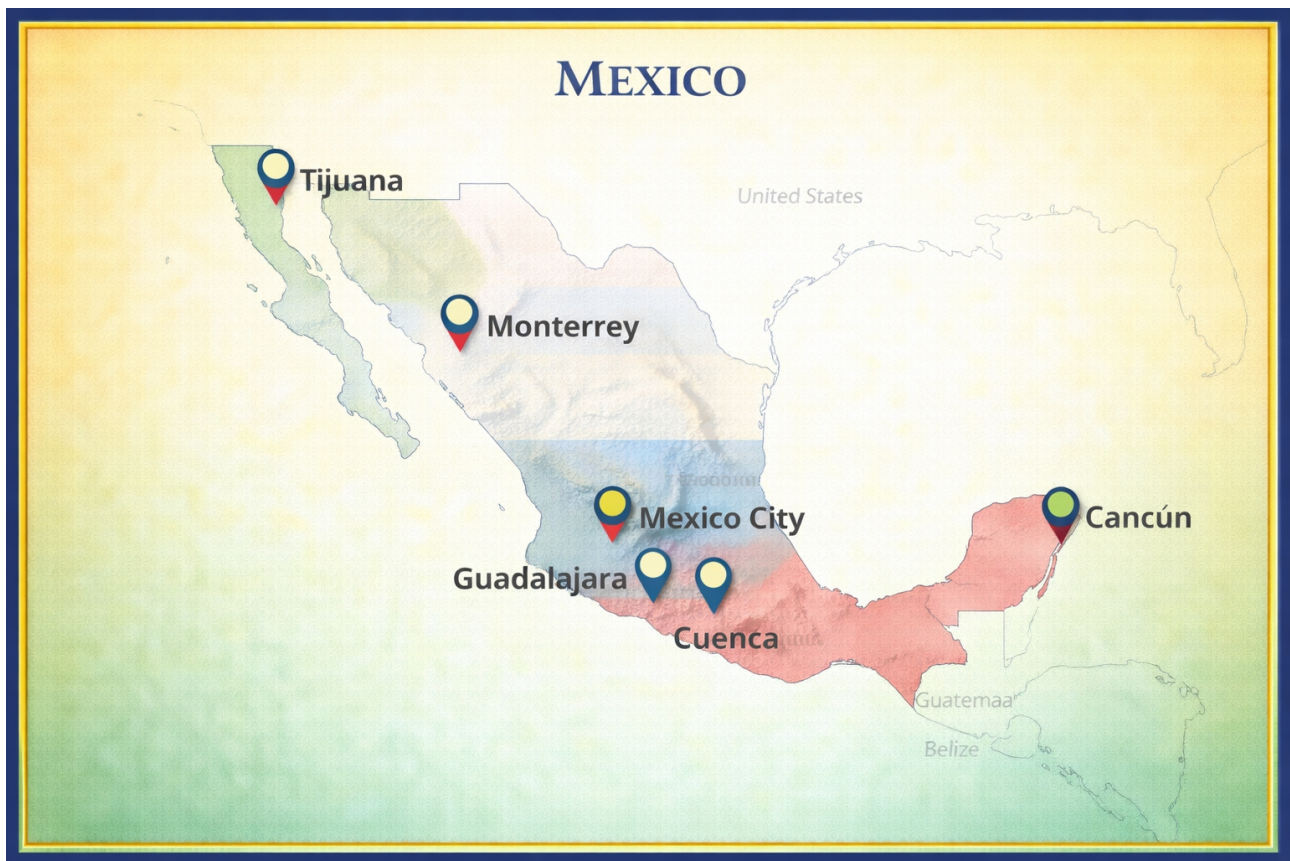 MEXICO
Tijuana
United States
Monterrey
Mexico City
Cancún
Guadalajara
Cuenca
Guatemaa
Belize